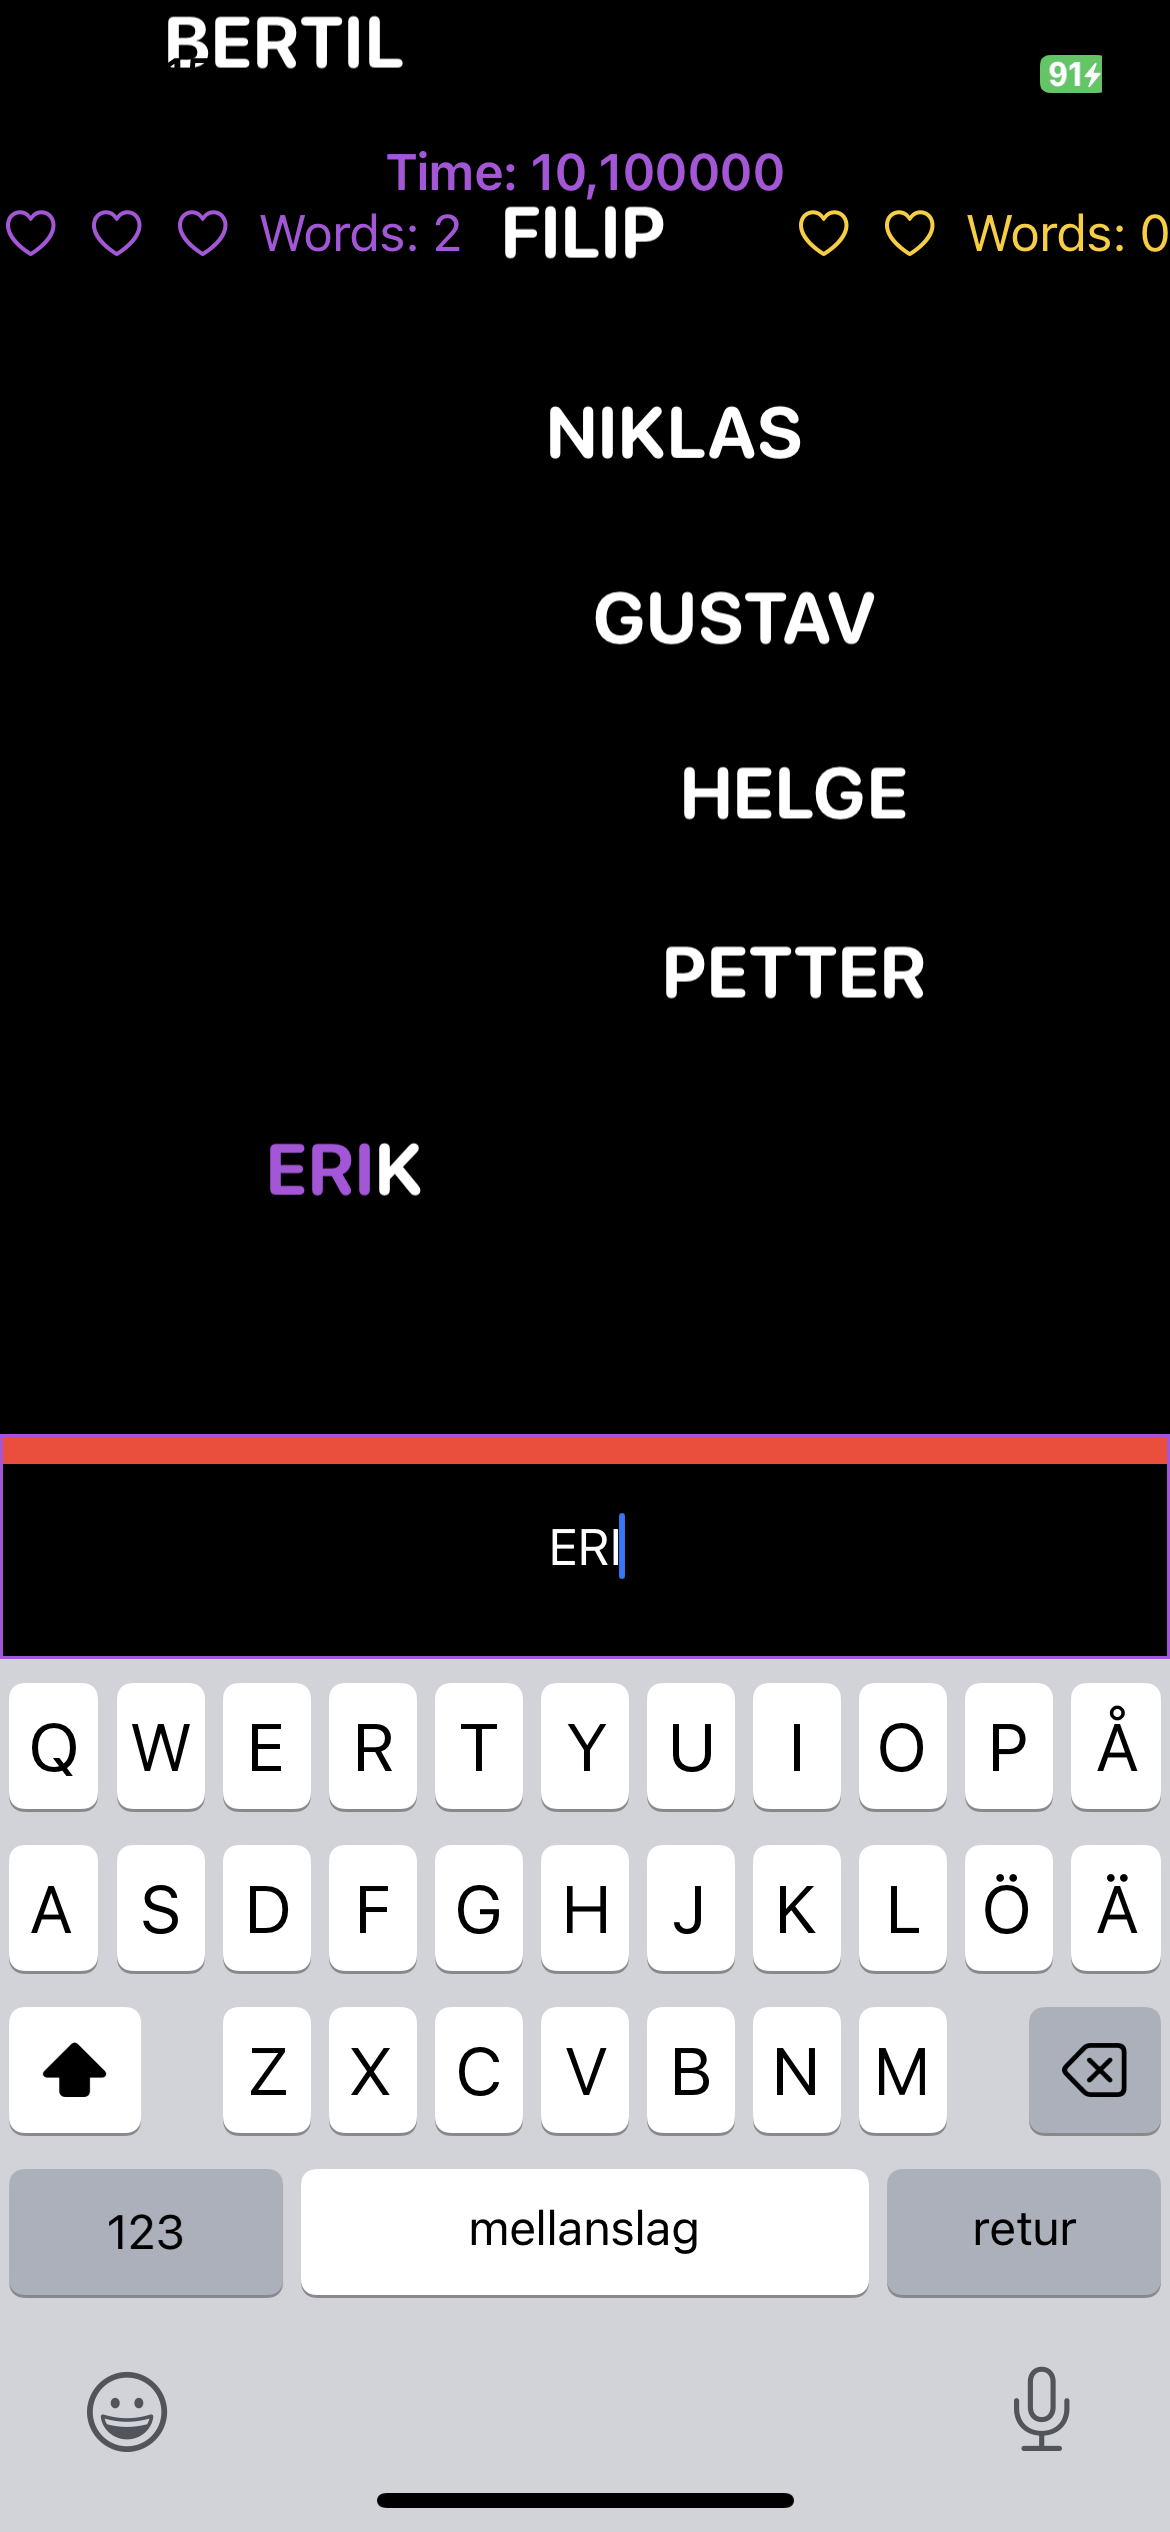 BERTIL
91
Time: 10,100000
Words: 2
FILIP
Words: 0
NIKLAS
GUSTAV
HELGE
PETTER
ERIK
ERI
Q W E R T Y U I O P Å
A S D F G H J K L Ö Ä
Z X C V B N M
123 mellanslag retur